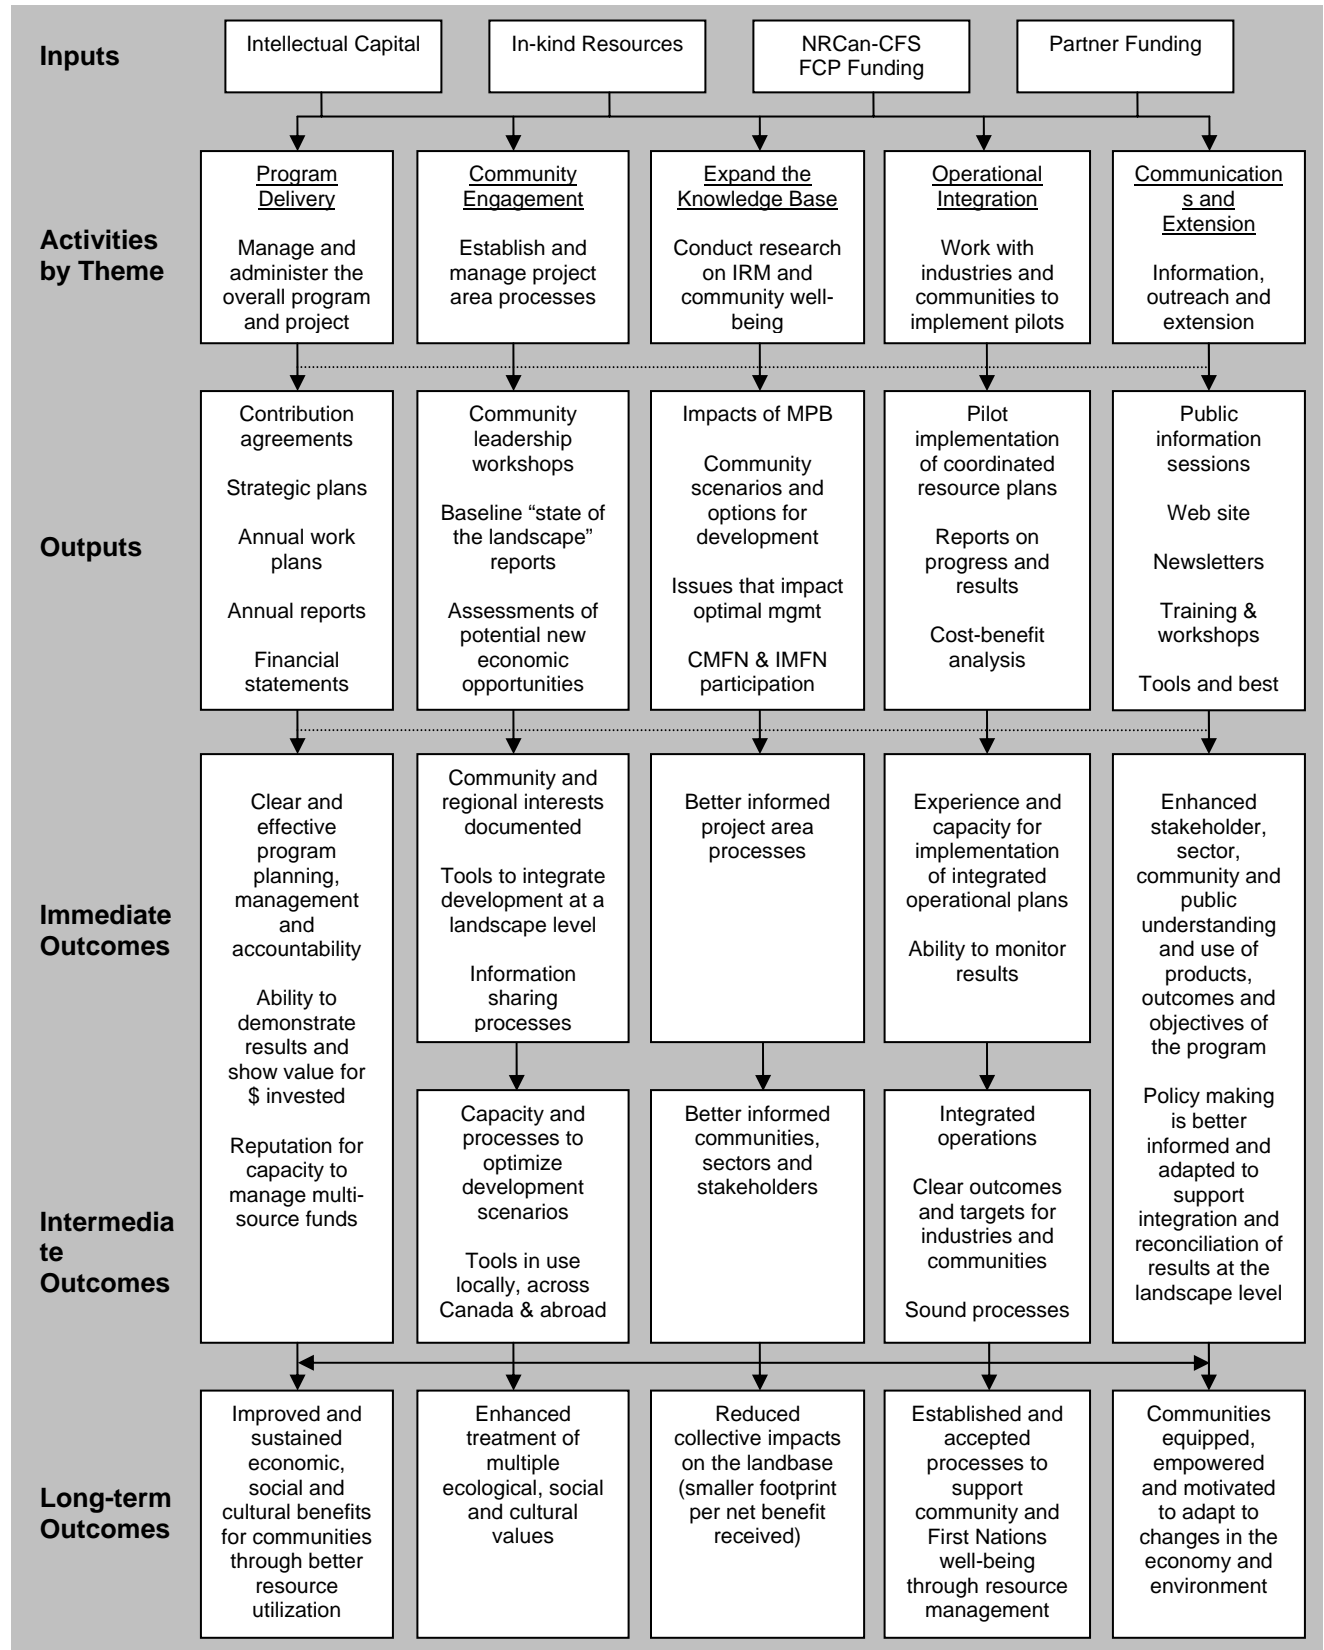 Inputs
Intellectual Capital
In-kind Resources
NRCan-CFS
FCP Funding
Partner Funding
Activities
by Theme
Program
Delivery
Manage and
administer the
overall program
and project
Community
Engagement
Establish and
manage project
area processes
Expand the
Knowledge Base
Conduct research
on IRM and
community well-
being
Operational
Integration
Work with
industries and
communities to
implement pilots
Communication
s and
Extension
Information,
outreach and
extension
Outputs
Contribution
agreements
Strategic plans
Annual work
plans
Annual reports
Financial
statements
Community
leadership
workshops
Baseline “state of
the landscape”
reports
Assessments of
potential new
economic
opportunities
Impacts of MPB
Community
scenarios and
options for
development
Issues that impact
optimal mgmt
CMFN & IMFN
participation
Pilot
implementation
of coordinated
resource plans
Reports on
progress and
results
Cost-benefit
analysis
Public
information
sessions
Web site
Newsletters
Training &
workshops
Tools and best
Immediate
Outcomes
Clear and
effective
program
planning,
management
and
accountability
Ability to
demonstrate
results and
show value for
$ invested
Reputation for
capacity to
manage multi-
source funds
Community and
regional interests
documented
Tools to integrate
development at a
landscape level
Information
sharing
processes
Better informed
project area
processes
Experience and
capacity for
implementation
of integrated
operational plans
Ability to monitor
results
Enhanced
stakeholder,
sector,
community and
public
understanding
and use of
products,
outcomes and
objectives of
the program
Policy making
is better
informed and
adapted to
support
integration and
reconciliation of
results at the
landscape level
Intermedia
te
Outcomes
Capacity and
processes to
optimize
development
scenarios
Tools in use
locally, across
Canada & abroad
Better informed
communities,
sectors and
stakeholders
Integrated
operations
Clear outcomes
and targets for
industries and
communities
Sound processes
Long-term
Outcomes
Improved and
sustained
economic,
social and
cultural benefits
for communities
through better
resource
utilization
Enhanced
treatment of
multiple
ecological, social
and cultural
values
Reduced
collective impacts
on the landbase
(smaller footprint
per net benefit
received)
Established and
accepted
processes to
support
community and
First Nations
well-being
through resource
management
Communities
equipped,
empowered
and motivated
to adapt to
changes in the
economy and
environment